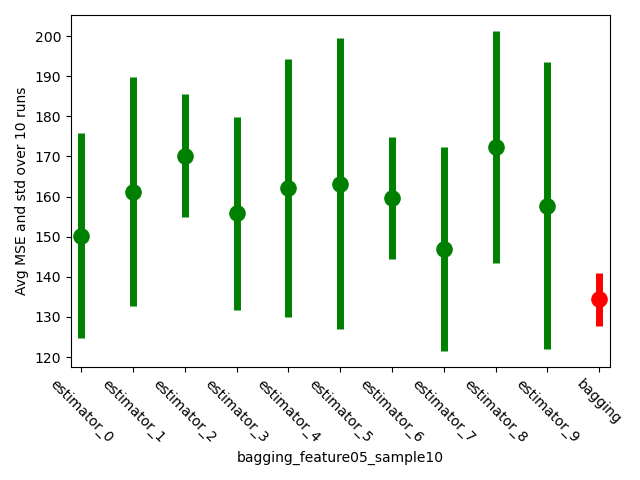 Avg MSE and std over 10 runs
200
190
180
170
160
150
140
130
120
estimator_0
estimator_1
estimator_2
estimator_3
estimator_4
estimator_5
estimator_6
estimator_7
estimator_8
estimator_9
bagging
bagging_feature05_sample10